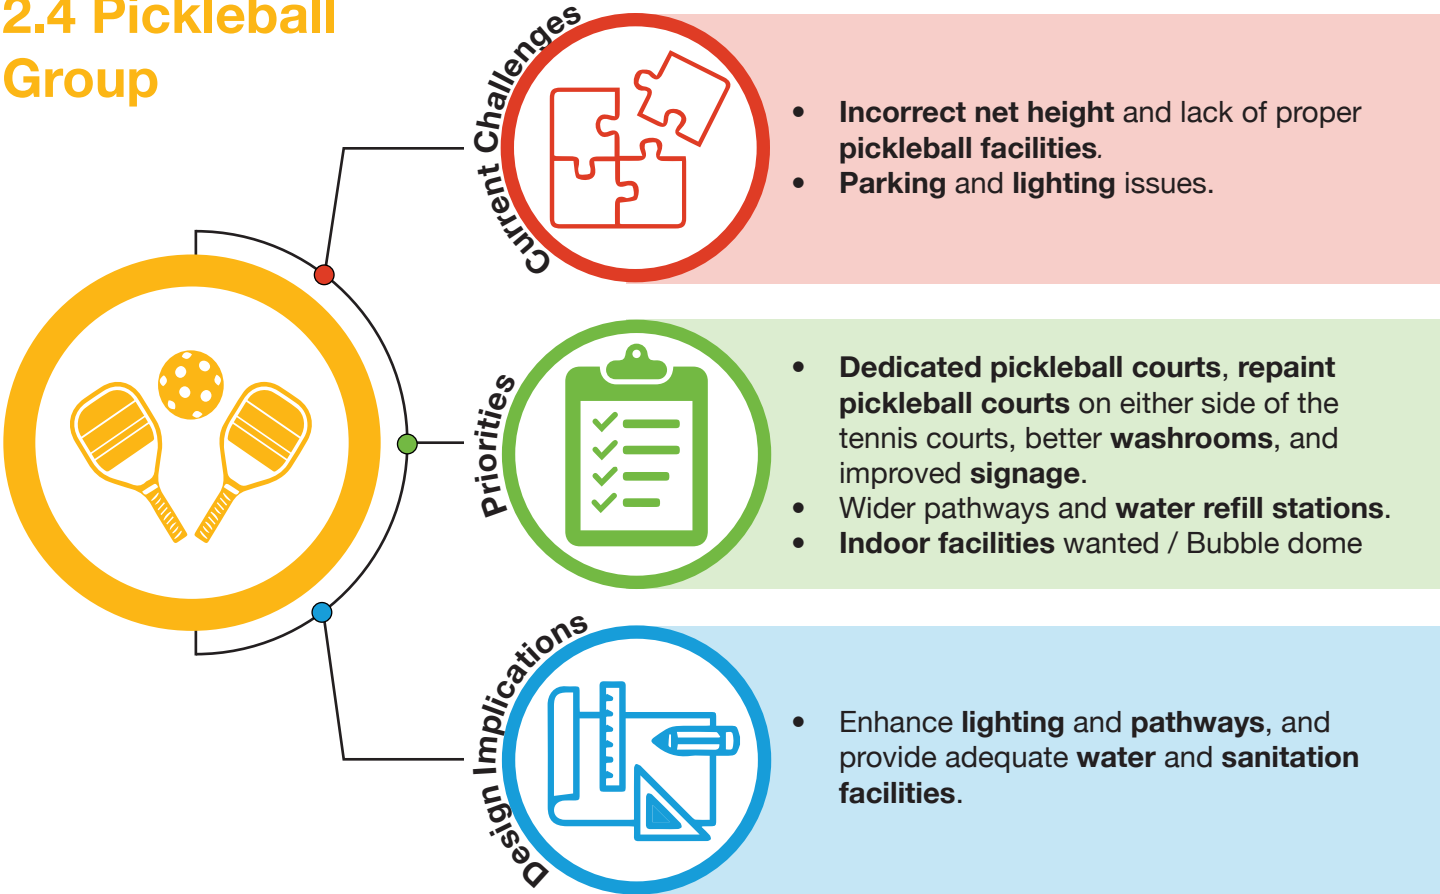 2.4 Pickleball
Group
Current Challenges
• Incorrect net height and lack of proper
pickleball facilities.
• Parking and lighting issues.
Priorities
• Dedicated pickleball courts, repaint
pickleball courts on either side of the
tennis courts, better washrooms, and
improved signage.
• Wider pathways and water refill stations.
• Indoor facilities wanted / Bubble dome
Design Implications
• Enhance lighting and pathways, and
provide adequate water and sanitation
facilities.